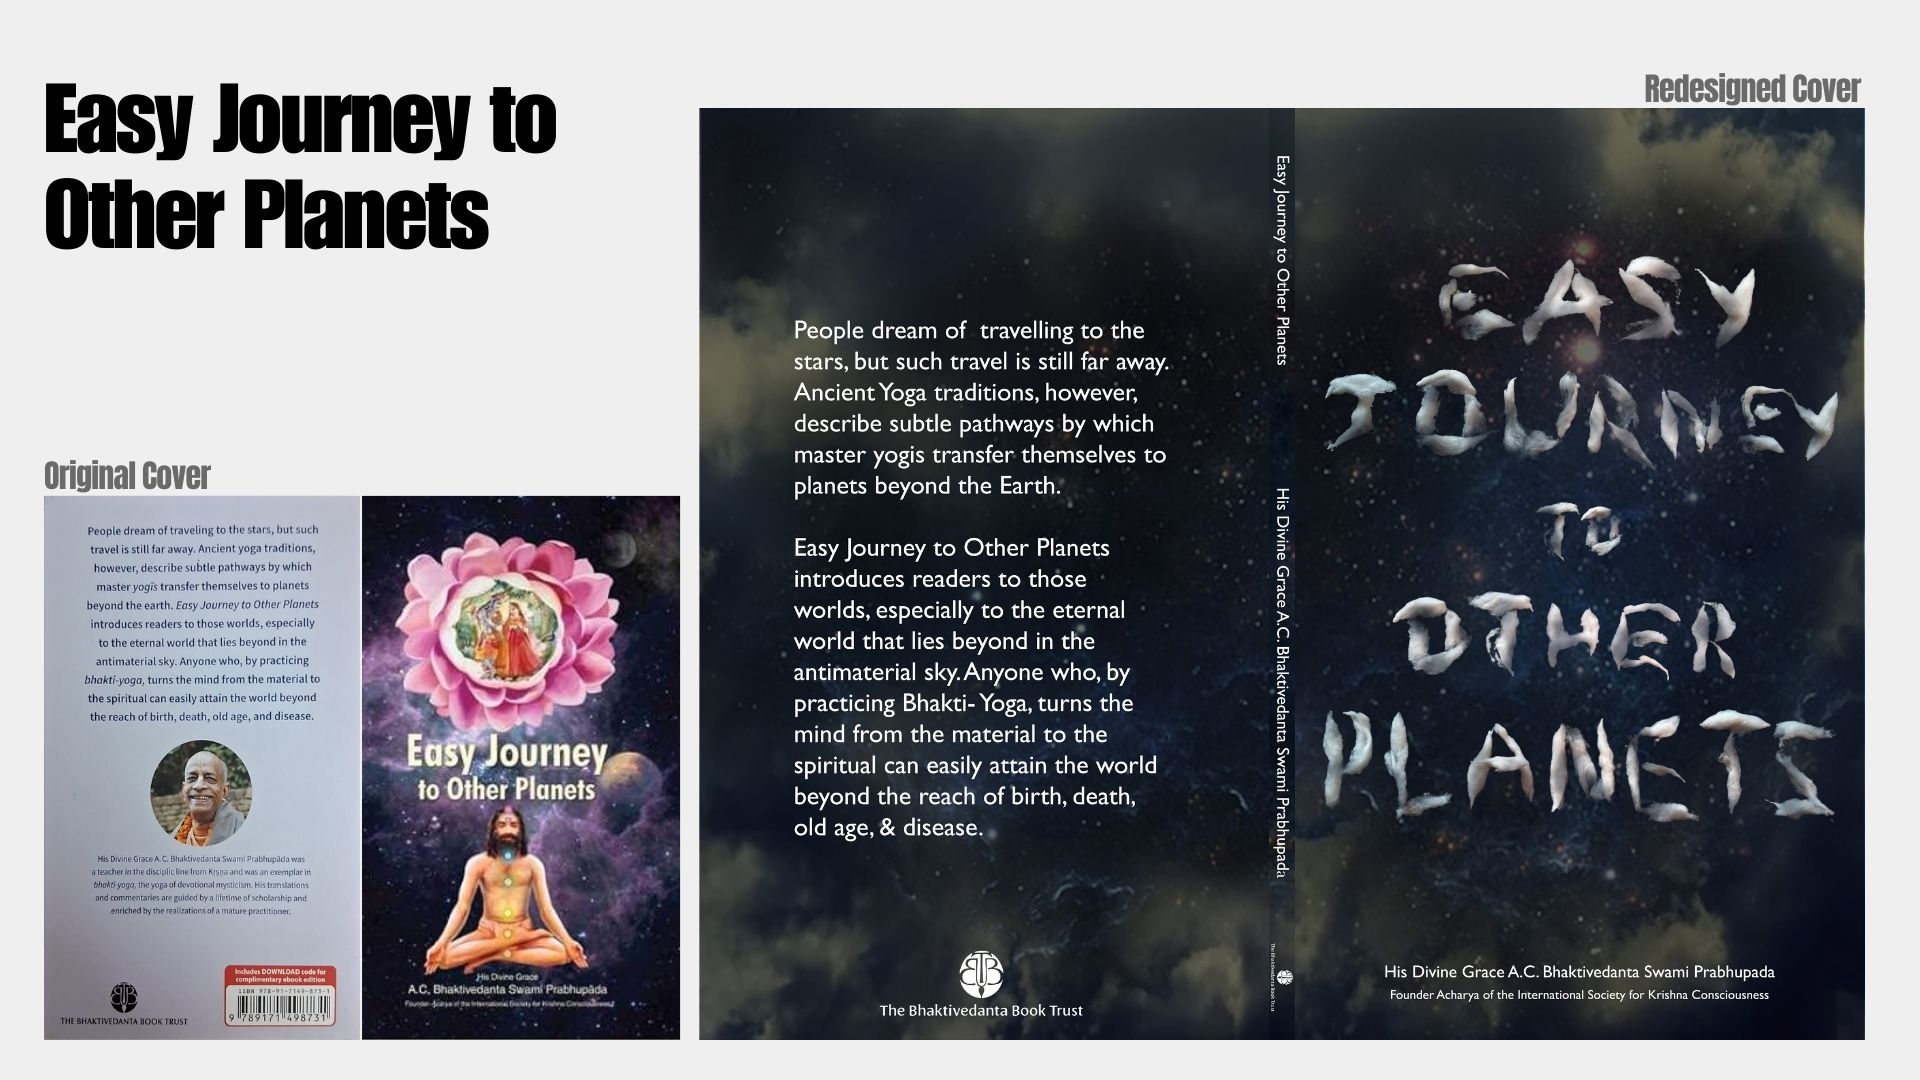 Easy Journey to
Other Planets
Original Cover
People dream of traveling to the stars, but such
travel is still far away. Ancient yoga traditions,
however, describe subtle pathways by which
master yogīs transfer themselves to planets
beyond the earth. Easy Journey to Other Planets
introduces readers to those worlds, especially
to the eternal world that lies beyond in the
antimaterial sky. Anyone who, by practicing
bhakti-yoga, turns the mind from the material to
the spiritual can easily attain the world beyond
the reach of birth, death, old age, and disease.
His Divine Grace A.C. Bhaktivedanta Swami Prabhupāda was
a teacher in the disciplic line from Kṛṣṇa and was an exemplar in
bhakti-yoga, the yoga of devotional mysticism. His translations
and commentaries are guided by a lifetime of scholarship and
enriched by the realizations of a mature practitioner.
THE BHAKTIVEDANTA BOOK TRUST
Includes DOWNLOAD code for
complimentary ebook edition
ISBN 978-91-7149-873-1
9 789171 498731
Easy Journey
to Other Planets
His Divine Grace
A.C. Bhaktivedanta Swami Prabhupāda
Founder-Ācārya of the International Society for Krishna Consciousness
Redesigned Cover
People dream of  travelling to the
stars, but such travel is still far away.
Ancient Yoga traditions, however,
describe subtle pathways by which
master yogis transfer themselves to
planets beyond the Earth.
Easy Journey to Other Planets
introduces readers to those
worlds, especially to the eternal
world that lies beyond in the
antimaterial sky. Anyone who, by
practicing Bhakti- Yoga, turns the
mind from the material to the
spiritual can easily attain the world
beyond the reach of birth, death,
old age, & disease.
The Bhaktivedanta Book Trust
Easy Journey to Other Planets
His Divine Grace A.C. Bhaktivedanta Swami Prabhupada
The Bhaktivedanta Book Trust
EASY
JOURNEY
TO
OTHER
PLANETS
His Divine Grace A.C. Bhaktivedanta Swami Prabhupada
Founder Acharya of the International Society for Krishna Consciousness